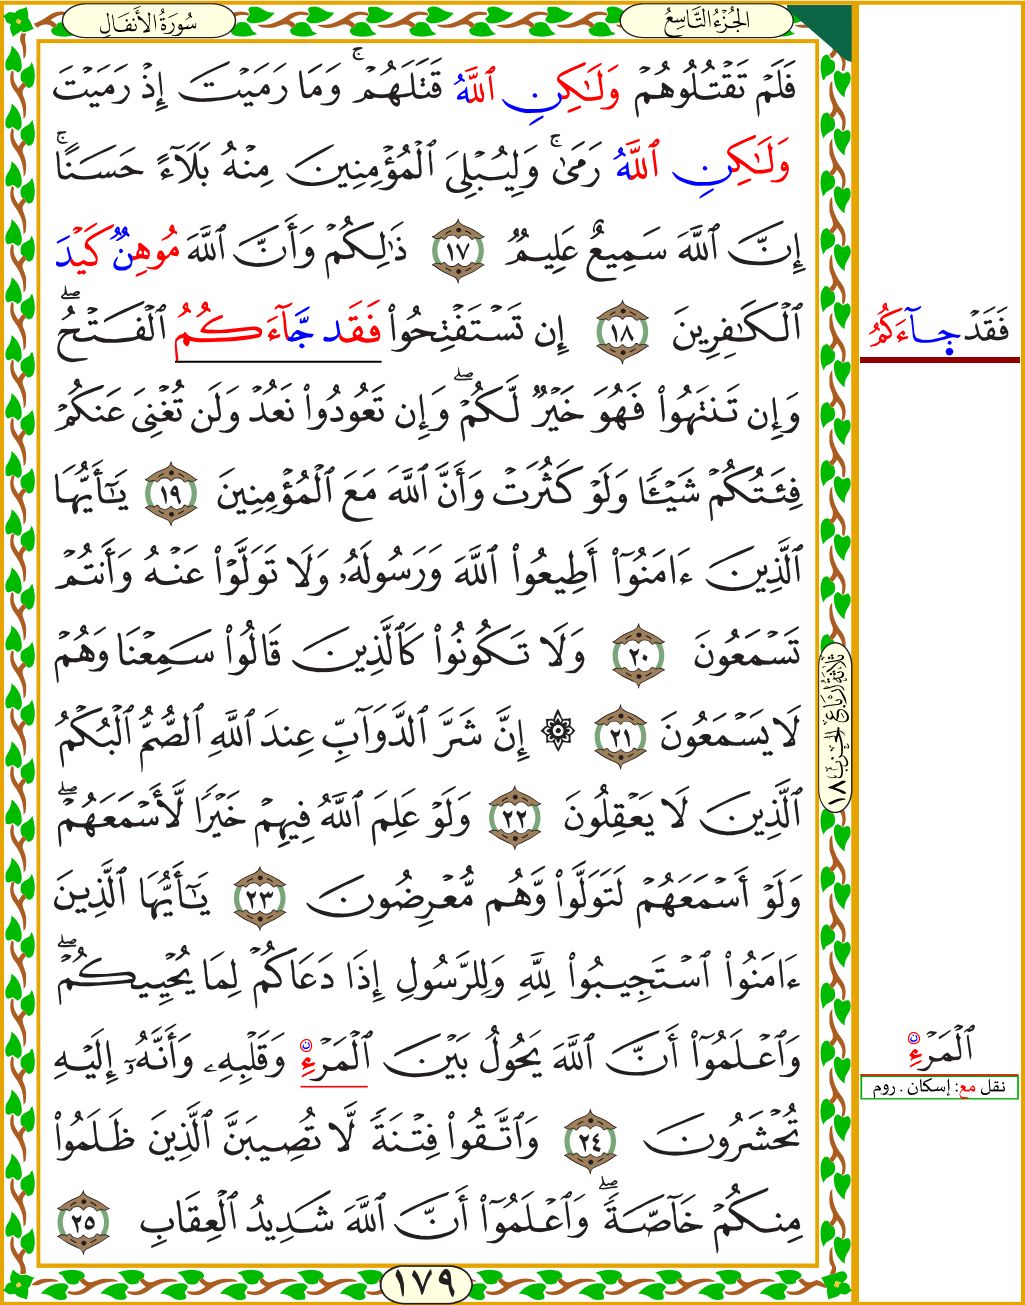 الجُزْءُ التَّاسِعُ
سُورَةُ الأَنفَالِ
فَلَمْ تَقْتُلُوهُمْ وَلَٰكِنِ ٱللَّهُ قَتَلَهُمْ ۚ وَمَا رَمَيْتَ إِذْ رَمَيْتَ
وَلَٰكِنِ ٱللَّهُ رَمَىٰ ۚ وَلِيُبْلِىَ ٱلْمُؤْمِنِينَ مِنْهُ بَلَآءً حَسَنًا ۚ
إِنَّ ٱللَّهَ سَمِيعٌ عَلِيمٌ ١٧ ذَٰلِكُمْ وَأَنَّ ٱللَّهَ مُوهِنٌ كَيْدَ
ٱلْكَٰفِرِينَ ١٨ إِن تَسْتَفْتِحُوا۟ فَقَد جَّآءَكُمُ ٱلْفَتْحُ ۖ
وَإِن تَنتَهُوا۟ فَهُوَ خَيْرٌ لَّكُمْ ۖ وَإِن تَعُودُوا۟ نَعُدْ وَلَن تُغْنِىَ عَنكُمْ
فِئَتُكُمْ شَيْـًٔا وَلَوْ كَثُرَتْ وَأَنَّ ٱللَّهَ مَعَ ٱلْمُؤْمِنِينَ ١٩ يَٰٓأَيُّهَا
ٱلَّذِينَ ءَامَنُوٓا۟ أَطِيعُوا۟ ٱللَّهَ وَرَسُولَهُۥ وَلَا تَوَلَّوْا۟ عَنْهُ وَأَنتُمْ
تَسْمَعُونَ ٢٠ وَلَا تَكُونُوا۟ كَٱلَّذِينَ قَالُوا۟ سَمِعْنَا وَهُمْ
لَا يَسْمَعُونَ ٢١ ۞ إِنَّ شَرَّ ٱلدَّوَآبِّ عِندَ ٱللَّهِ ٱلصُّمُّ ٱلْبُكْمُ
ٱلَّذِينَ لَا يَعْقِلُونَ ٢٢ وَلَوْ عَلِمَ ٱللَّهُ فِيهِمْ خَيْرًا لَّأَسْمَعَهُمْ ۖ
وَلَوْ أَسْمَعَهُمْ لَتَوَلَّوا۟ وَّهُم مُّعْرِضُونَ ٢٣ يَٰٓأَيُّهَا ٱلَّذِينَ
ءَامَنُوا۟ ٱسْتَجِيبُوا۟ لِلَّهِ وَلِلرَّسُولِ إِذَا دَعَاكُمْ لِمَا يُحْيِيكُمْ ۖ
وَٱعْلَمُوٓا۟ أَنَّ ٱللَّهَ يَحُولُ بَيْنَ ٱلْمَرْءِ وَقَلْبِهِۦ وَأَنَّهُۥٓ إِلَيْهِ
تُحْشَرُونَ ٢٤ وَٱتَّقُوا۟ فِتْنَةً لَّا تُصِيبَنَّ ٱلَّذِينَ ظَلَمُوا۟
مِنكُمْ خَآصَّةً ۖ وَٱعْلَمُوٓا۟ أَنَّ ٱللَّهَ شَدِيدُ ٱلْعِقَابِ ٢٥
١٧٩
فَقَدْ جآءَكُمُ
ٱلْمَرْءِ
نقل مع: إسكان . روم
ثَلَاثَةُ أَرْبَاعِ الحِزْبِ ١٨